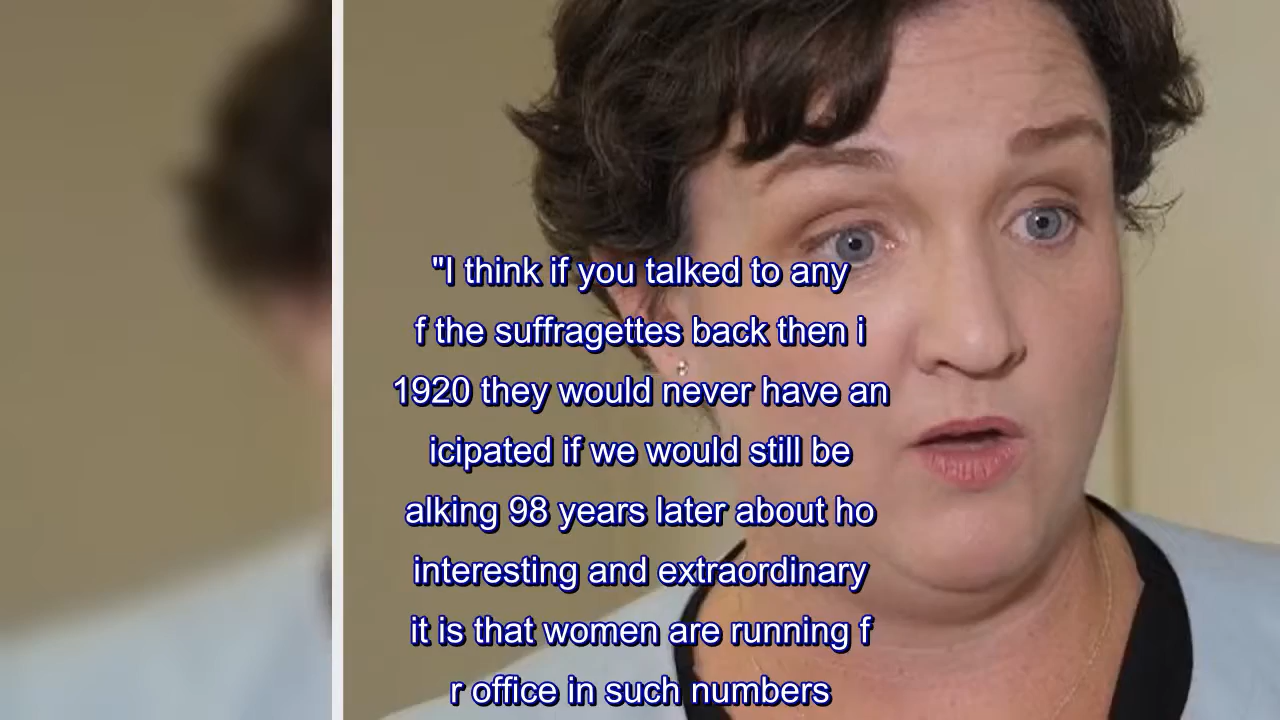 "I think if you talked to any
f the suffragettes back then i
1920 they would never have an
icipated if we would still be
alking 98 years later about ho
interesting and extraordinary
it is that women are running f
r office in such numbers